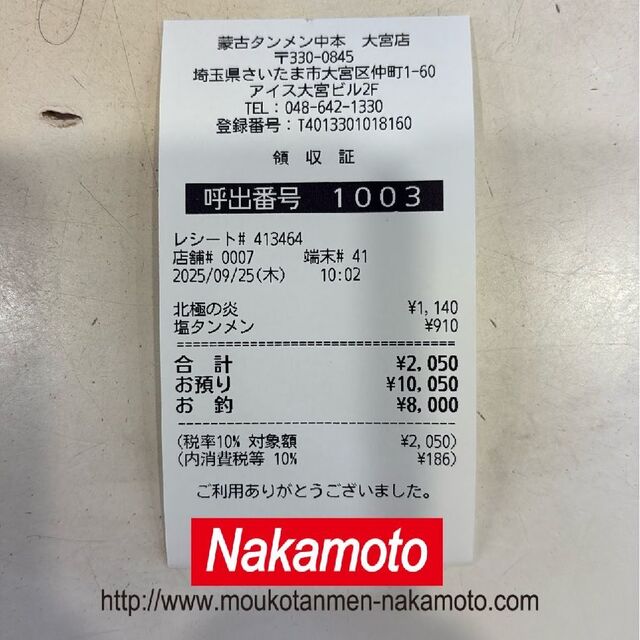 蒙古タンメン中本　大宮店
〒330-0845
埼玉県さいたま市大宮区仲町1-60
アイス大宮ビル2F
TEL：048-642-1330
登録番号：T4013301018160
領 収 証
呼出番号　1003
レシート# 413464
店舗# 0007　端末# 41
2025/09/25(木)　10:02
北極の炎　¥1,140
塩タンメン　¥910
合　計　¥2,050
お預り　¥10,050
お　釣　¥8,000
(税率10% 対象額　¥2,050)
(内消費税等 10%　¥186)
ご利用ありがとうございました。
Nakamoto
http://www.moukotanmen-nakamoto.com